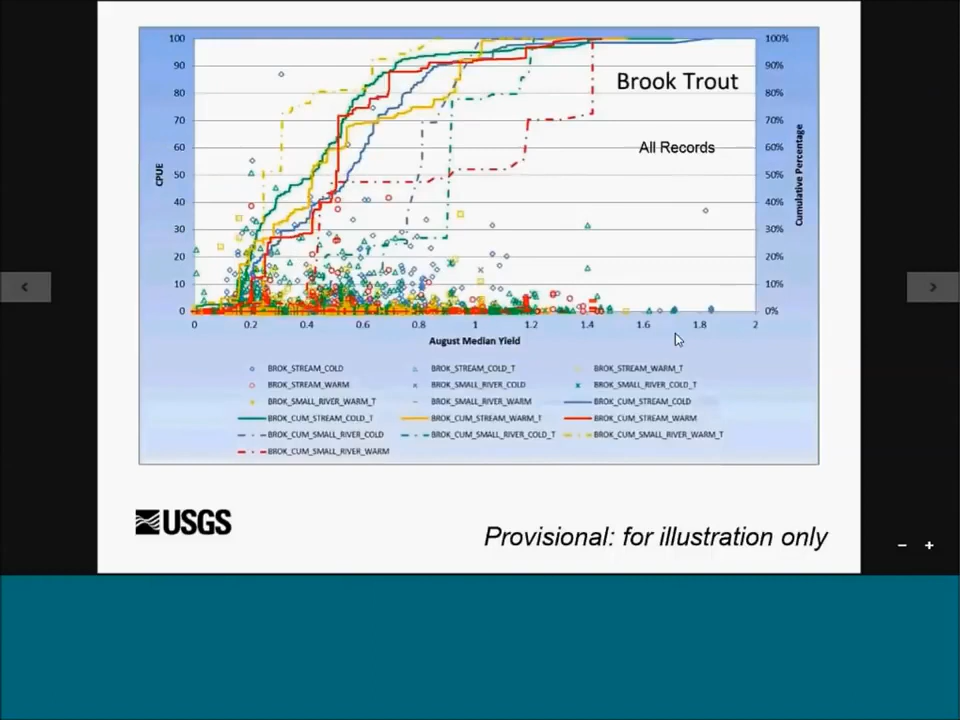 100 100%
90 90%
Brook Trout
80 80%
70 70%
All Records
60 60%
CPUE
50 50%
Cumulative Percentage
40 40%
30 30%
20 20%
10 10%
0 0%
0 0.2 0.4 0.6 0.8 1 1.2 1.4 1.6 1.8 2
August Median Yield
BROK_STREAM_COLD BROK_STREAM_COLD_T BROK_STREAM_WARM_T
BROK_STREAM_WARM BROK_SMALL_RIVER_COLD BROK_SMALL_RIVER_COLD_T
BROK_SMALL_RIVER_WARM_T BROK_SMALL_RIVER_WARM BROK_CUM_STREAM_COLD
BROK_CUM_STREAM_COLD_T BROK_CUM_STREAM_WARM_T BROK_CUM_STREAM_WARM
BROK_CUM_SMALL_RIVER_COLD BROK_CUM_SMALL_RIVER_COLD_T BROK_CUM_SMALL_RIVER_WARM_T
BROK_CUM_SMALL_RIVER_WARM
USGS
Provisional: for illustration only